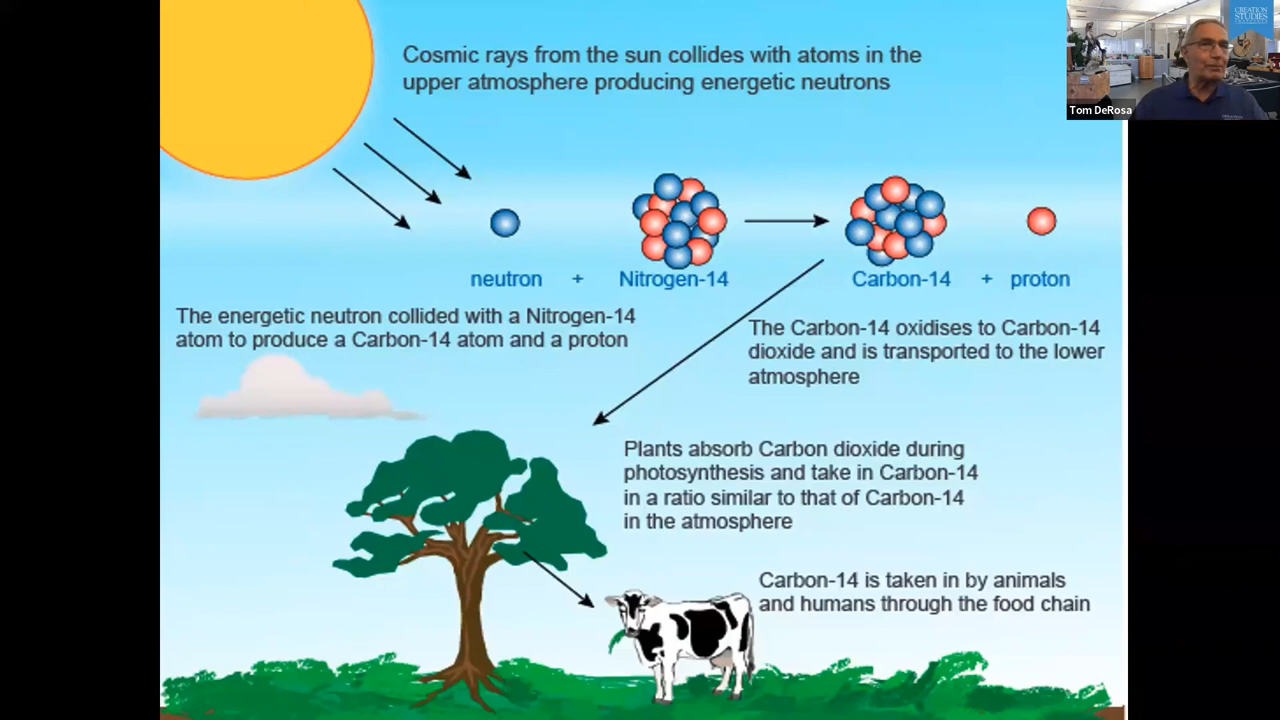 CREATION
STUDIES
Tom DeRosa
Cosmic rays from the sun collides with atoms in the
upper atmosphere producing energetic neutrons
neutron + Nitrogen-14 Carbon-14 + proton
The energetic neutron collided with a Nitrogen-14
atom to produce a Carbon-14 atom and a proton
The Carbon-14 oxidises to Carbon-14
dioxide and is transported to the lower
atmosphere
Plants absorb Carbon dioxide during
photosynthesis and take in Carbon-14
in a ratio similar to that of Carbon-14
in the atmosphere
Carbon-14 is taken in by animals
and humans through the food chain